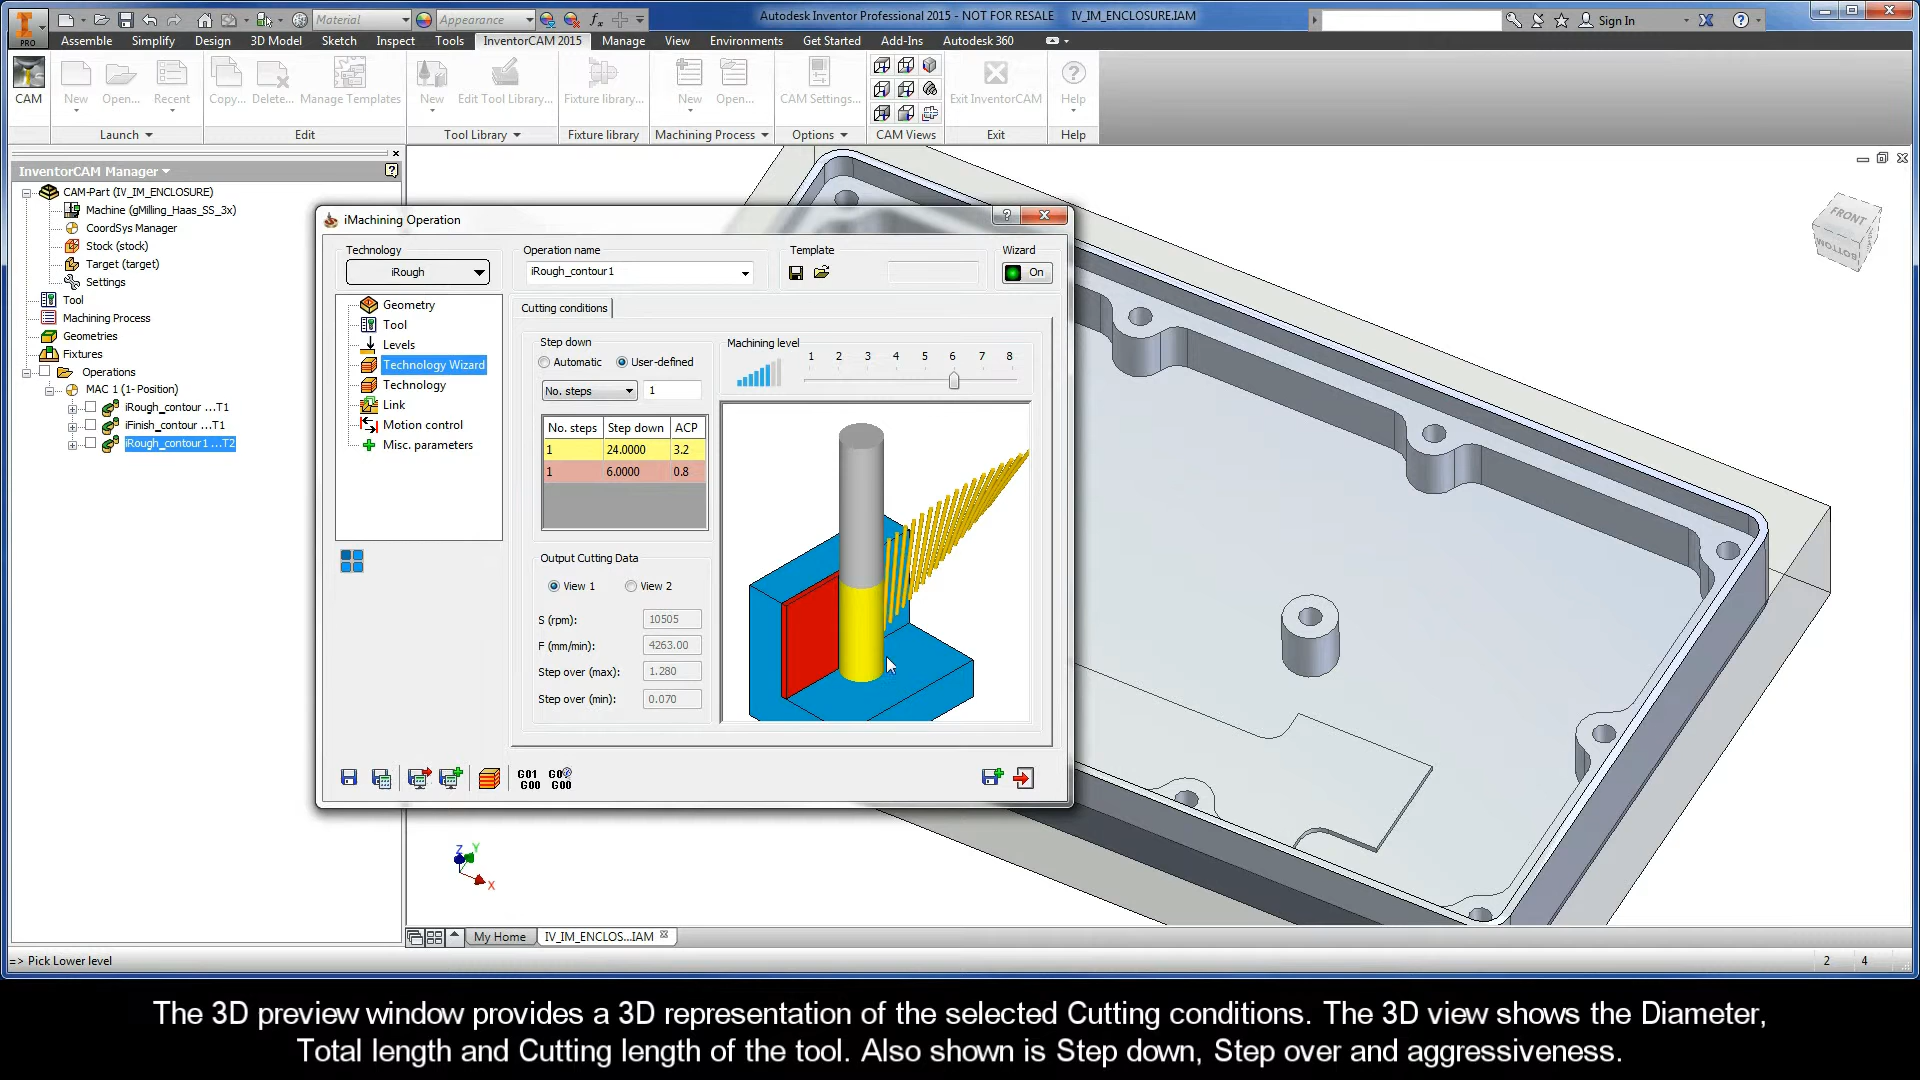 Material
Appearance
Autodesk Inventor Professional 2015 - NOT FOR RESALE IV_IM_ENCLOSURE.IAM
Sign In
PRO
Assemble Simplify Design 3D Model Sketch Inspect Tools InventorCAM 2015 Manage View Environments Get Started Add-Ins Autodesk 360
CAM New Open... Recent Copy... Delete... Manage Templates New Edit Tool Library... Fixture library... New Open... CAM Settings... Exit InventorCAM Help
Launch Edit Tool Library Fixture library Machining Process Options CAM Views Exit Help
InventorCAM Manager
CAM-Part (IV_IM_ENCLOSURE)
Machine (gMilling_Haas_SS_3x)
CoordSys Manager
Stock (stock)
Target (target)
Settings
Tool
Machining Process
Geometries
Fixtures
Operations
MAC 1 (1- Position)
iRough_contour ...T1
iFinish_contour ...T1
iRough_contour1 ...T2
iMachining Operation
Technology
iRough
Operation name
iRough_contour1
Template
Wizard
On
Geometry
Tool
Levels
Technology Wizard
Technology
Link
Motion control
Misc. parameters
Cutting conditions
Step down
Automatic User-defined
No. steps 1
No. steps Step down ACP
1 24.0000 3.2
1 6.0000 0.8
Machining level
1 2 3 4 5 6 7 8
Output Cutting Data
View 1 View 2
S (rpm): 10505
F (mm/min): 4263.00
Step over (max): 1.280
Step over (min): 0.070
G01
G00
G0
G00
FRONT
BOTTOM
Z Y
X
My Home IV_IM_ENCLOS...IAM
=> Pick Lower level
2 4
The 3D preview window provides a 3D representation of the selected Cutting conditions. The 3D view shows the Diameter,
Total length and Cutting length of the tool. Also shown is Step down, Step over and aggressiveness.